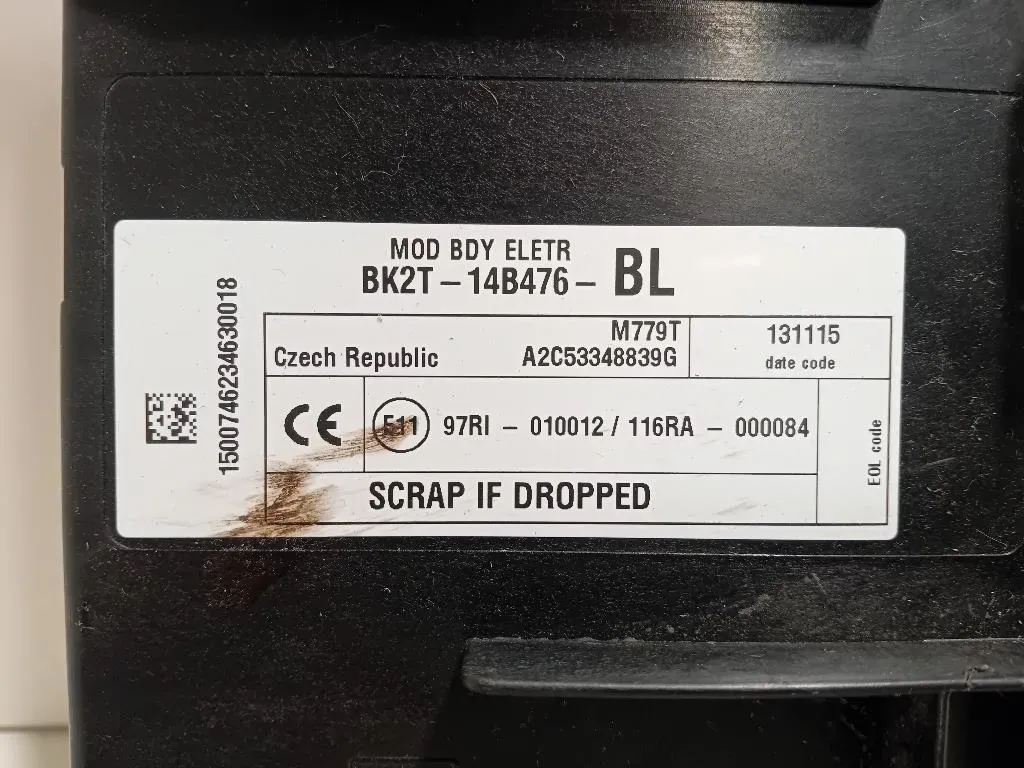 MOD BDY ELETR
BK2T-14B476- BL
1500746234630018
M779T
Czech Republic A2C53348839G
131115
date code
CE E11 97RI - 010012 / 116RA - 000084
EOL code
SCRAP IF DROPPED